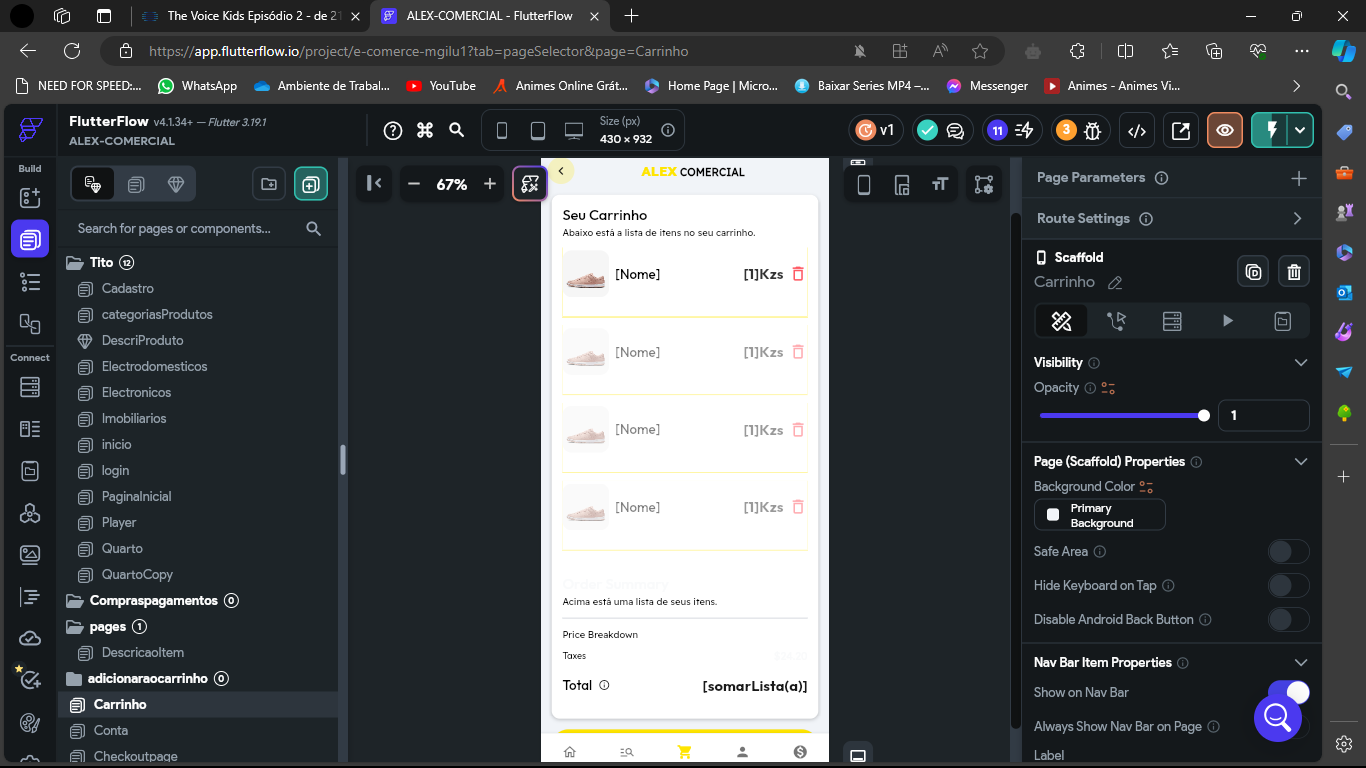 The Voice Kids Episódio 2 - de 21
ALEX-COMERCIAL - FlutterFlow
https://app.flutterflow.io/project/e-comerce-mgilu1?tab=pageSelector&page=Carrinho
NEED FOR SPEED:...
WhatsApp
Ambiente de Trabal...
YouTube
Animes Online Grát...
Home Page | Micro...
Baixar Series MP4 –...
Messenger
Animes - Animes Vi...
FlutterFlow v4.1.34+ — Flutter 3.19.1
ALEX-COMERCIAL
Size (px)
430 × 932
v1
11
3
Build
67%
Search for pages or components...
Tito 12
Cadastro
categoriasProdutos
DescriProduto
Electrodomesticos
Electronicos
Imobiliarios
inicio
login
PaginaInicial
Player
Quarto
QuartoCopy
Compraspagamentos 0
pages 1
DescricaoItem
adicionaraocarrinho 0
Carrinho
Conta
Checkoutpage
Connect
ALEX COMERCIAL
Seu Carrinho
Abaixo está a lista de itens no seu carrinho.
[Nome] [1]Kzs
[Nome] [1]Kzs
[Nome] [1]Kzs
[Nome] [1]Kzs
Order Summary
Acima está uma lista de seus itens.
Price Breakdown
Taxes
Total [somarLista(a)]
Page Parameters
Route Settings
Scaffold
Carrinho
Visibility
Opacity
1
Page (Scaffold) Properties
Background Color
Primary
Background
Safe Area
Hide Keyboard on Tap
Disable Android Back Button
Nav Bar Item Properties
Show on Nav Bar
Always Show Nav Bar on Page
Label